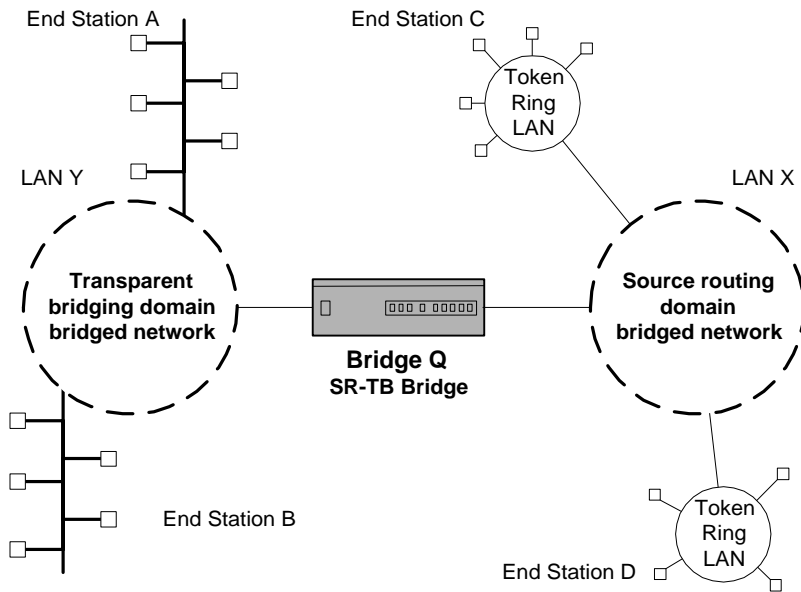 End Station A
End Station C
Token
Ring
LAN
LAN Y
LAN X
Transparent
bridging domain
bridged network
Source routing
domain
bridged network
Bridge Q
SR-TB Bridge
End Station B
Token
Ring
LAN
End Station D